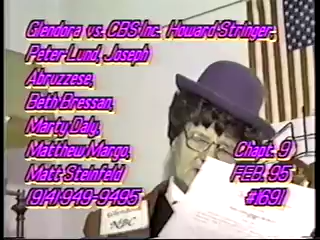 Glendora vs. CBS Inc. Howard Stringer,
Peter Lund, Joseph
Abruzzese,
Beth Bressan,
Marty Daly,
Matthew Margo,
Matt Steinfeld
(914) 949-9495
Chapt. 9
FEB. 95
#1691
NBC